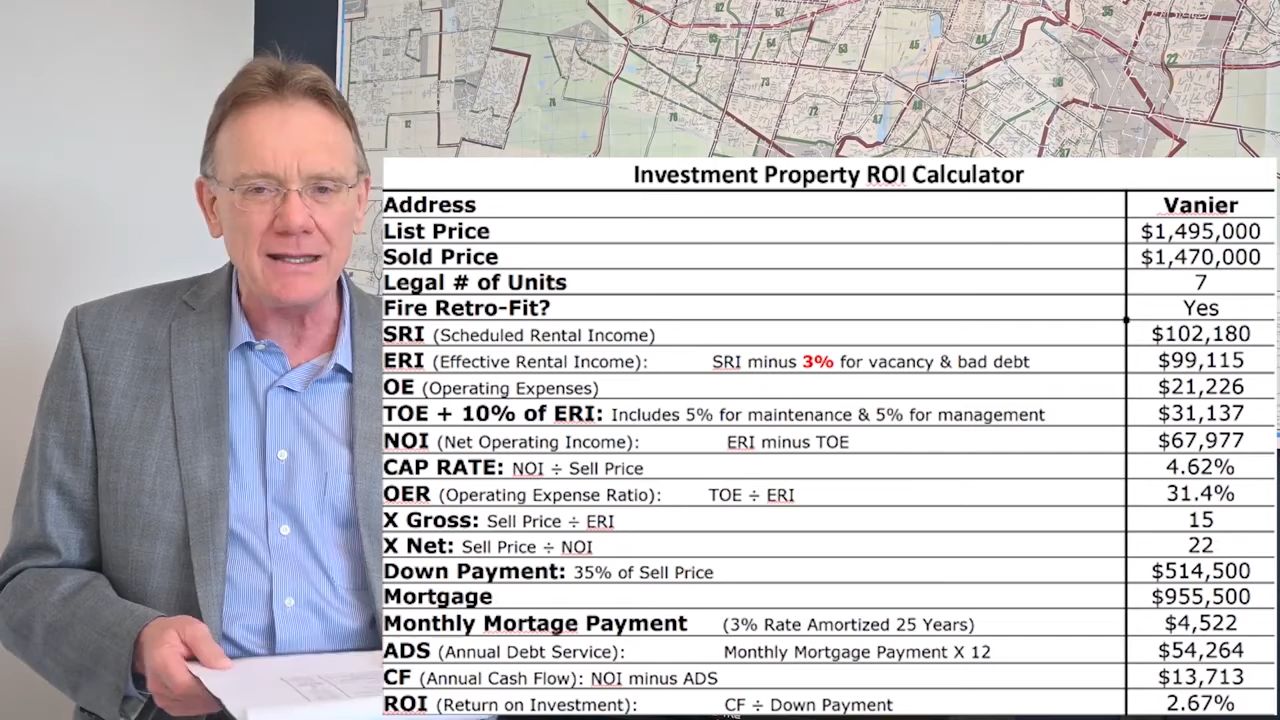 Investment Property ROI Calculator
Address Vanier
List Price $1,495,000
Sold Price $1,470,000
Legal # of Units 7
Fire Retro-Fit? Yes
SRI (Scheduled Rental Income) $102,180
ERI (Effective Rental Income): SRI minus 3% for vacancy & bad debt $99,115
OE (Operating Expenses) $21,226
TOE + 10% of ERI: Includes 5% for maintenance & 5% for management $31,137
NOI (Net Operating Income): ERI minus TOE $67,977
CAP RATE: NOI ÷ Sell Price 4.62%
OER (Operating Expense Ratio): TOE ÷ ERI 31.4%
X Gross: Sell Price ÷ ERI 15
X Net: Sell Price ÷ NOI 22
Down Payment: 35% of Sell Price $514,500
Mortgage $955,500
Monthly Mortage Payment (3% Rate Amortized 25 Years) $4,522
ADS (Annual Debt Service): Monthly Mortgage Payment X 12 $54,264
CF (Annual Cash Flow): NOI minus ADS $13,713
ROI (Return on Investment): CF ÷ Down Payment 2.67%